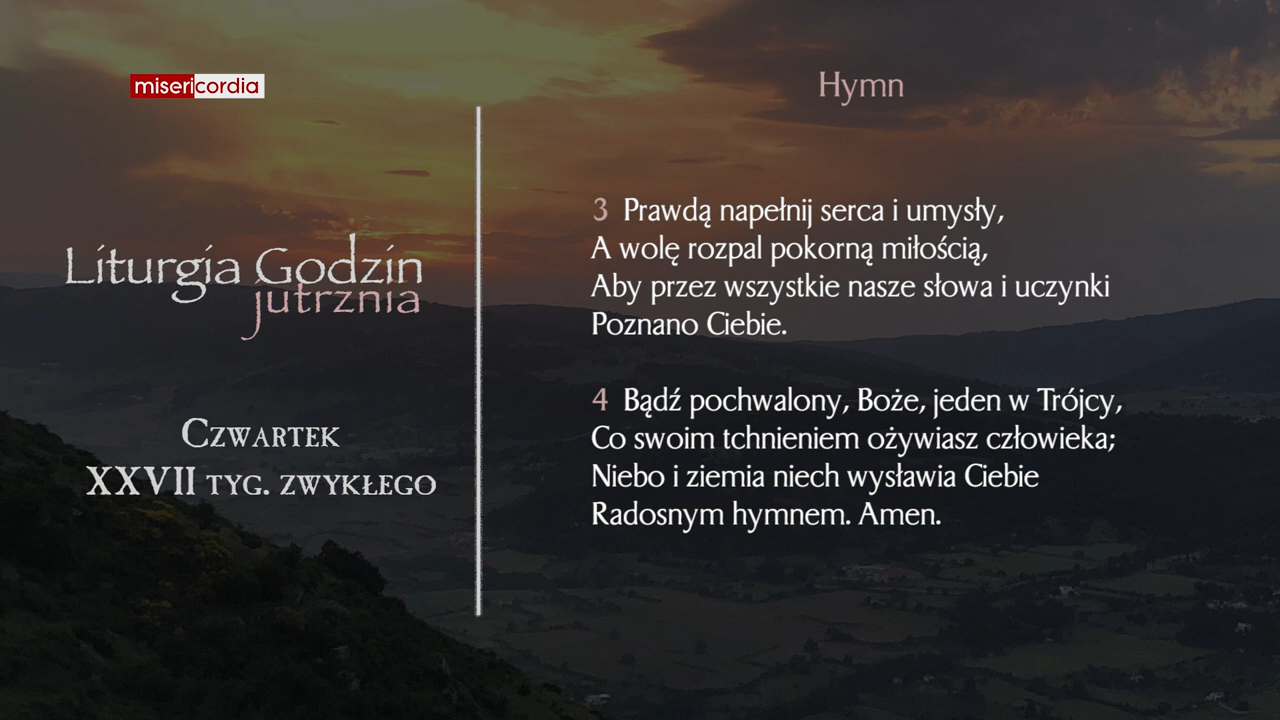 misericordia
Liturgia Godzin
jutrznia
Czwartek
XXVII tyg. zwykłego
Hymn
3 Prawdą napełnij serca i umysły,
A wolę rozpal pokorną miłością,
Aby przez wszystkie nasze słowa i uczynki
Poznano Ciebie.
4 Bądź pochwalony, Boże, jeden w Trójcy,
Co swoim tchnieniem ożywiasz człowieka;
Niebo i ziemia niech wysławia Ciebie
Radosnym hymnem. Amen.